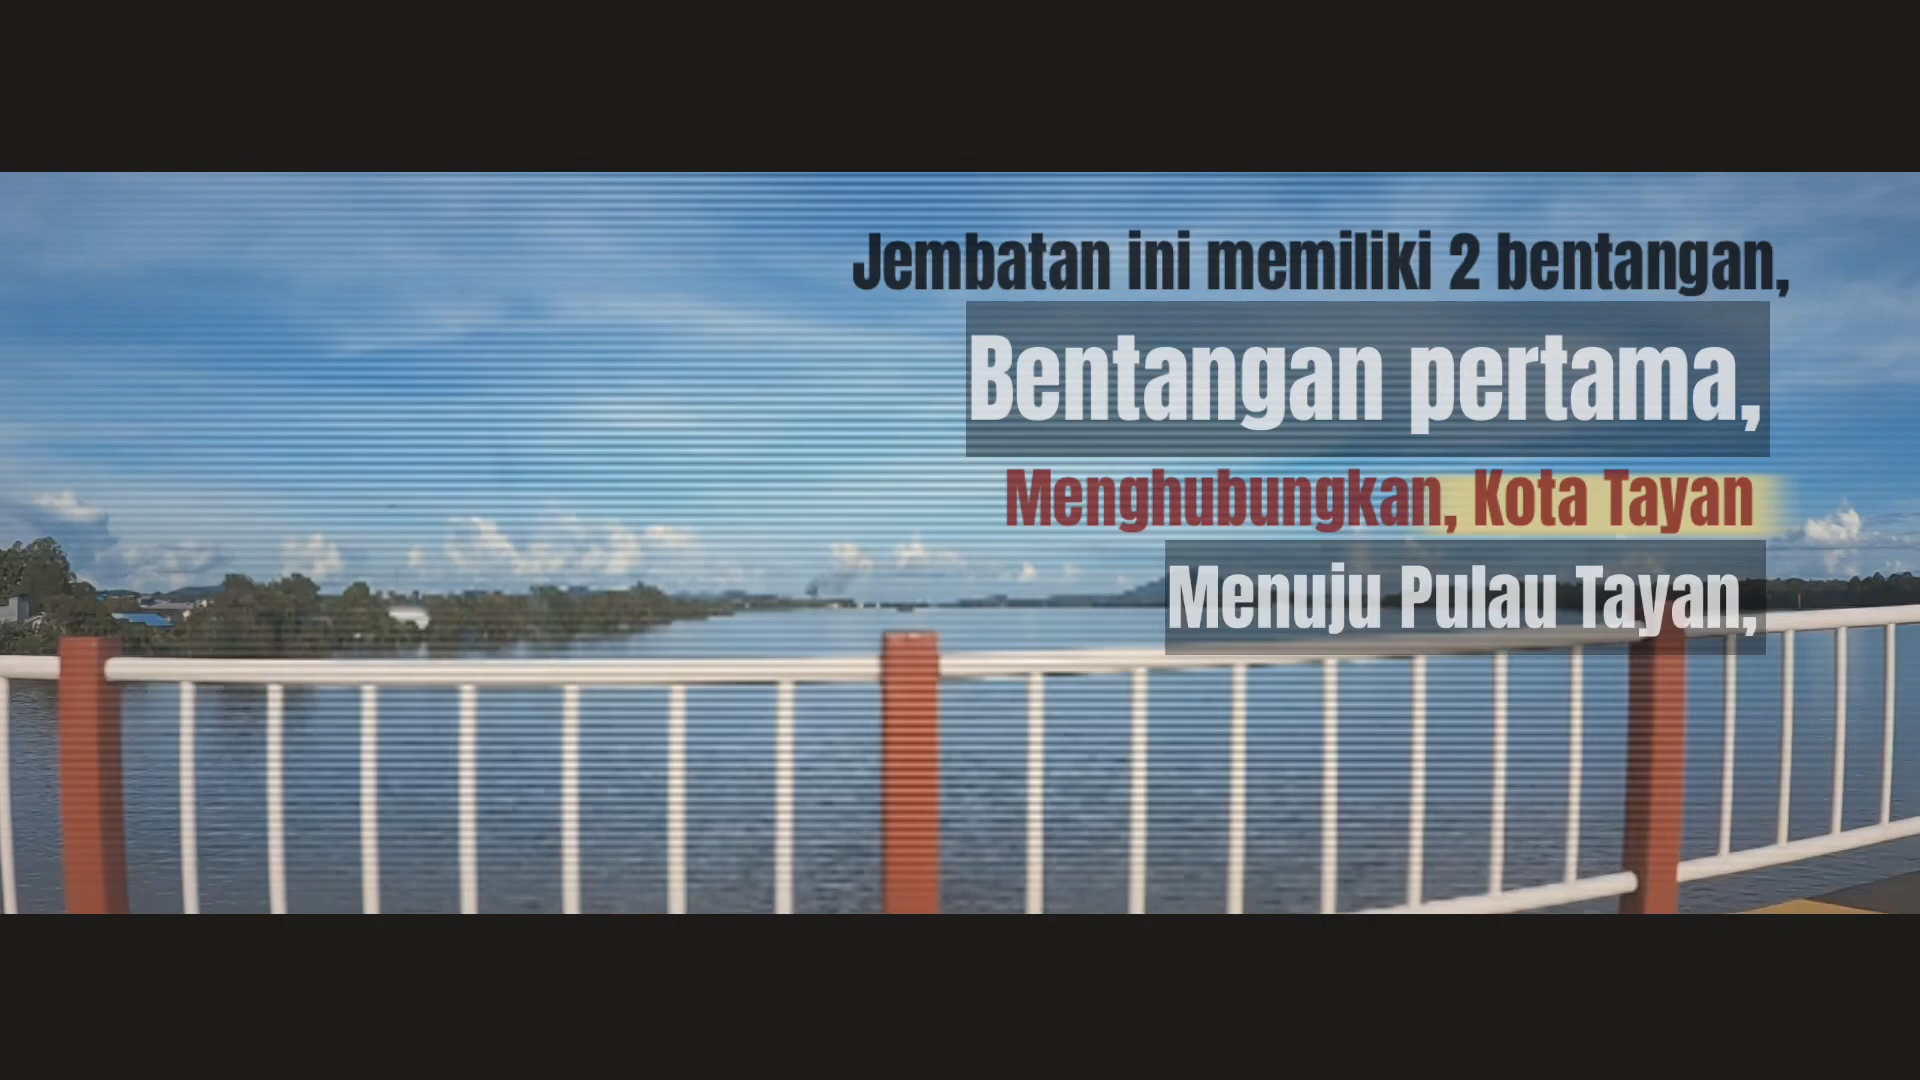 Jembatan ini memiliki 2 bentangan,
Bentangan pertama,
Menghubungkan, Kota Tayan
Menuju Pulau Tayan,